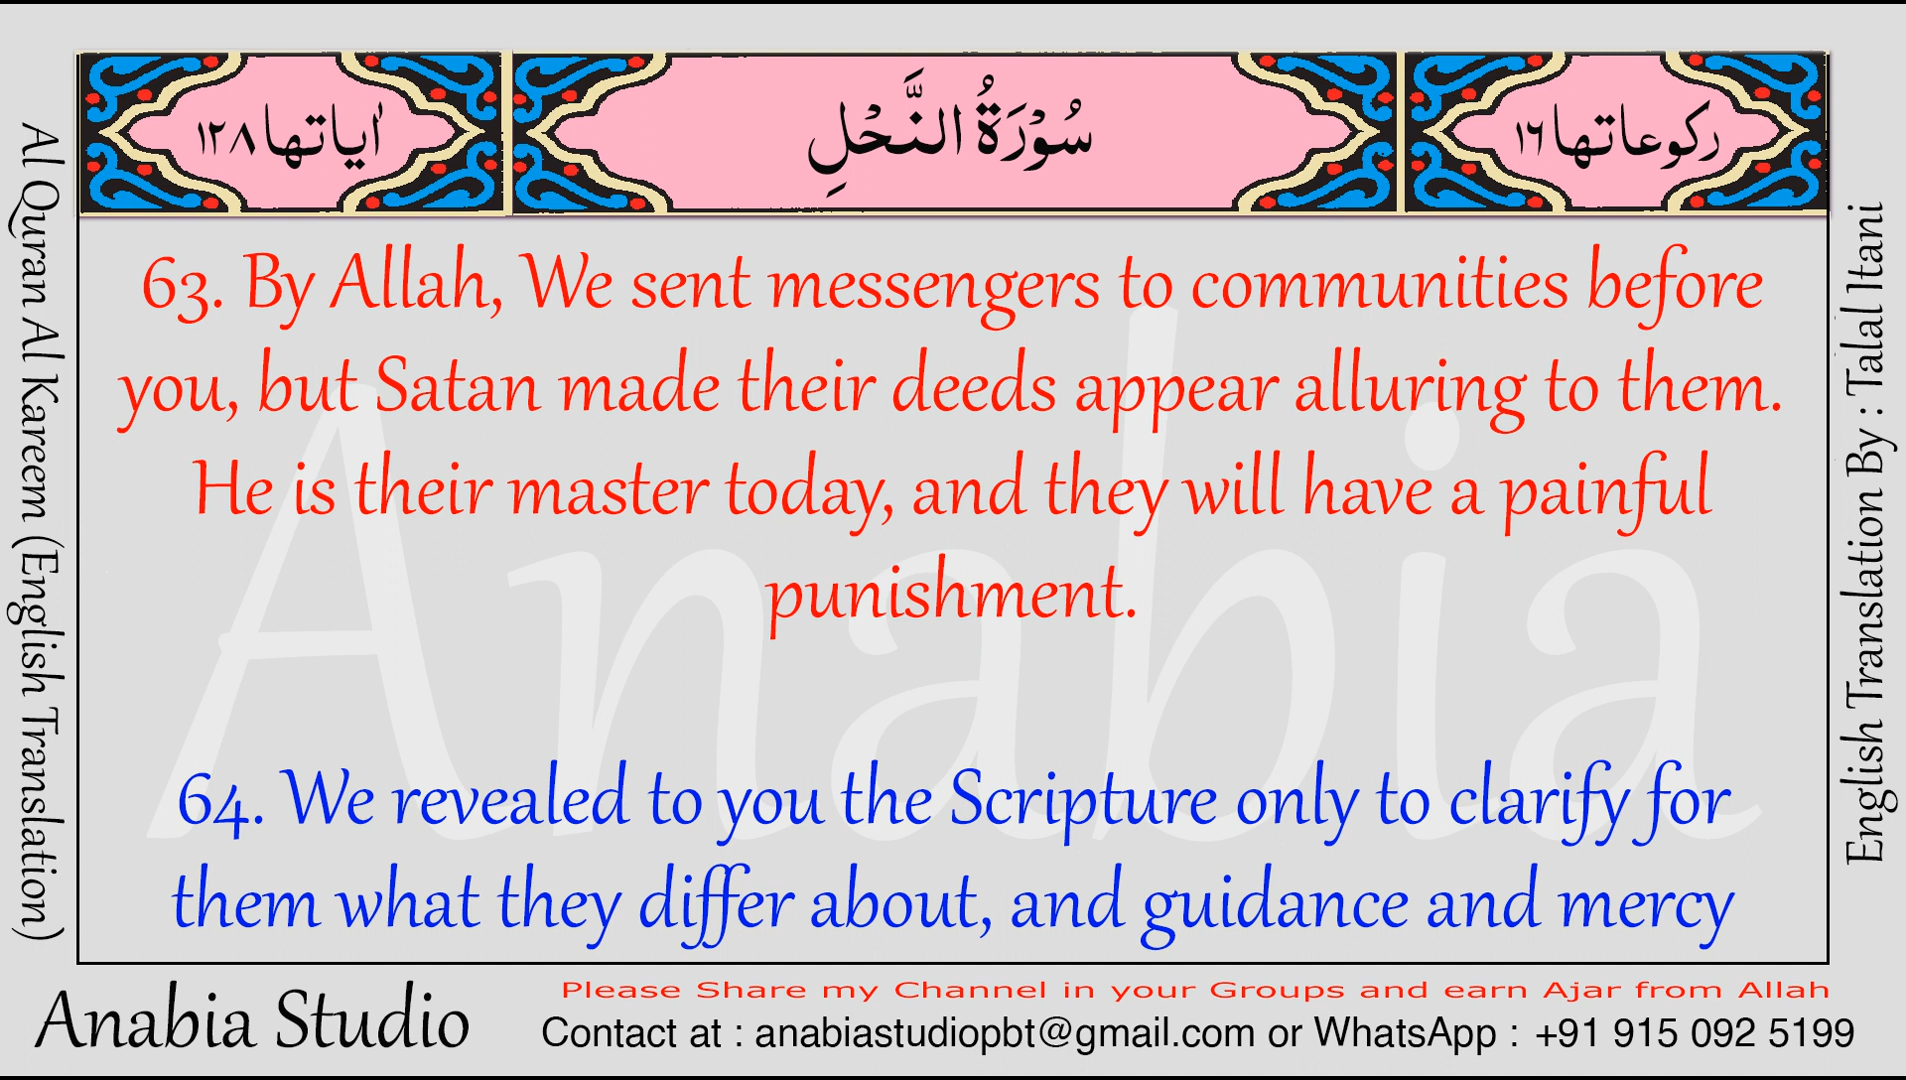 اٰیاتها ١٢٨
سُوْرَةُ النَّحْلِ
رکوعاتها ١٦
Al Quran Al Kareem (English Translation)
63. By Allah, We sent messengers to communities before
you, but Satan made their deeds appear alluring to them.
He is their master today, and they will have a painful
punishment.
64. We revealed to you the Scripture only to clarify for
them what they differ about, and guidance and mercy
English Translation By : Talal Itani
Anabia
Anabia Studio
Please Share my Channel in your Groups and earn Ajar from Allah
Contact at : anabiastudiopbt@gmail.com or WhatsApp : +91 915 092 5199